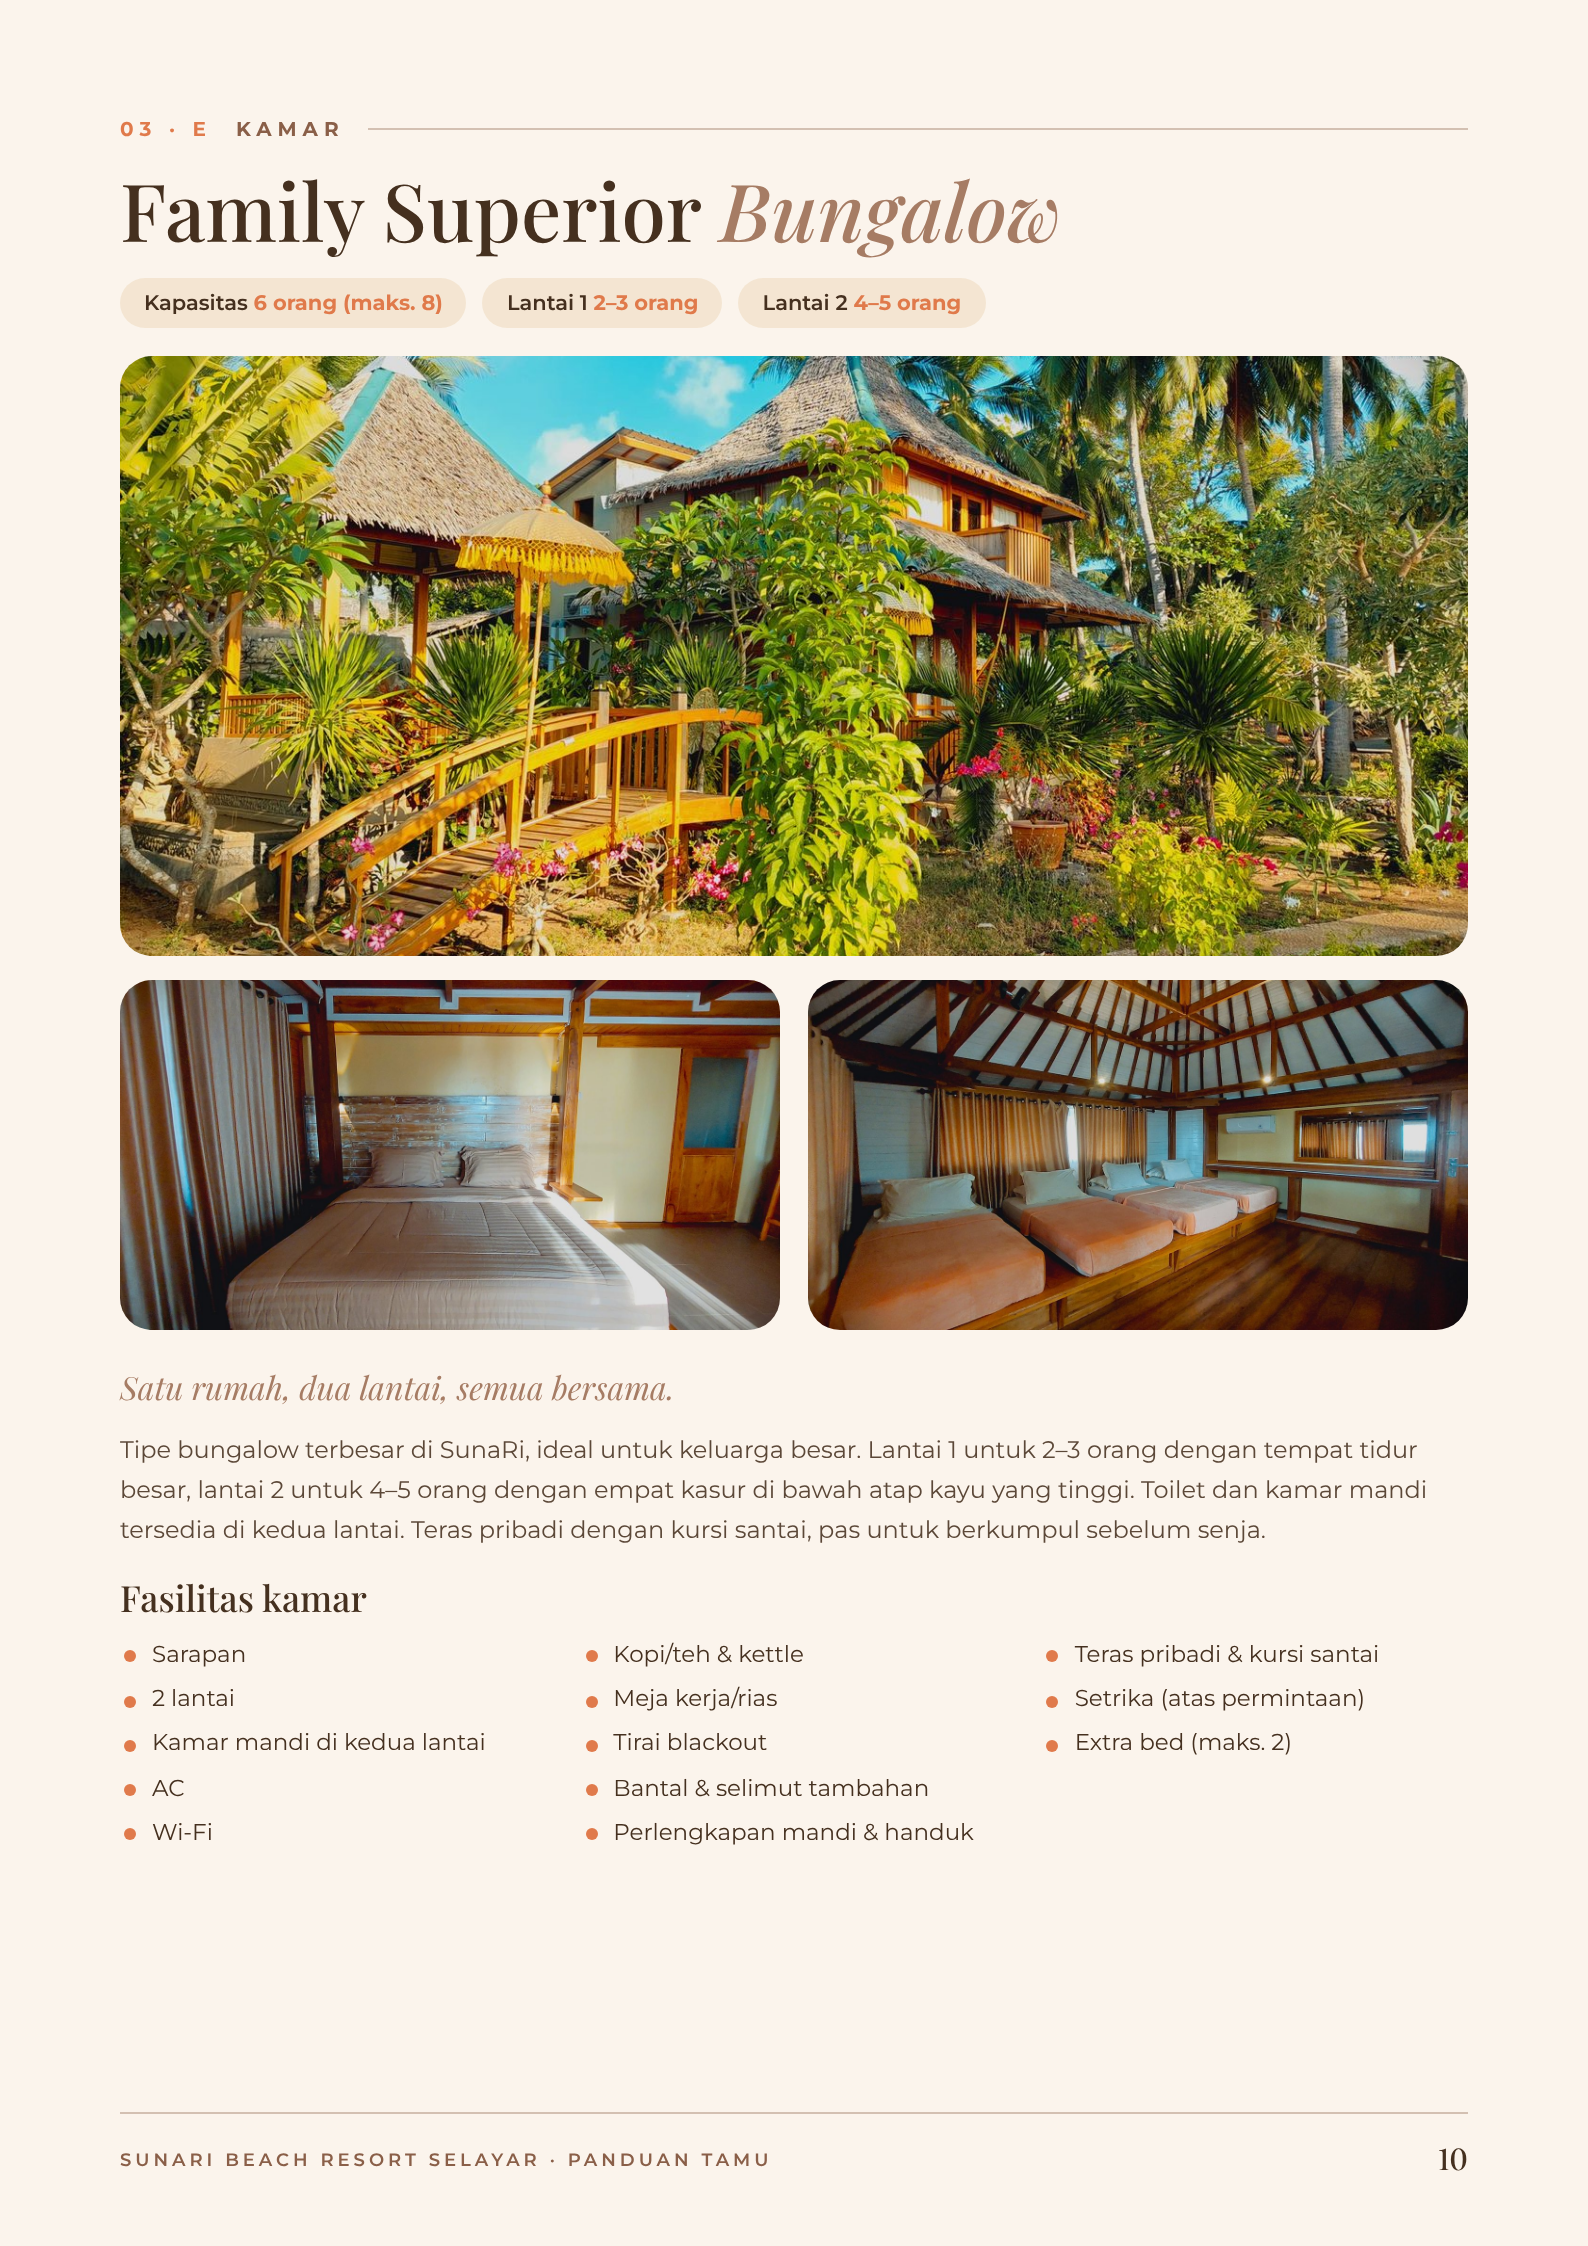 03 · E KAMAR
Family Superior Bungalow
Kapasitas 6 orang (maks. 8)
Lantai 1 2–3 orang
Lantai 2 4–5 orang
Satu rumah, dua lantai, semua bersama.
Tipe bungalow terbesar di SunaRi, ideal untuk keluarga besar. Lantai 1 untuk 2–3 orang dengan tempat tidur
besar, lantai 2 untuk 4–5 orang dengan empat kasur di bawah atap kayu yang tinggi. Toilet dan kamar mandi
tersedia di kedua lantai. Teras pribadi dengan kursi santai, pas untuk berkumpul sebelum senja.
Fasilitas kamar
Sarapan
2 lantai
Kamar mandi di kedua lantai
AC
Wi-Fi
Kopi/teh & kettle
Meja kerja/rias
Tirai blackout
Bantal & selimut tambahan
Perlengkapan mandi & handuk
Teras pribadi & kursi santai
Setrika (atas permintaan)
Extra bed (maks. 2)
SUNARI BEACH RESORT SELAYAR · PANDUAN TAMU
10